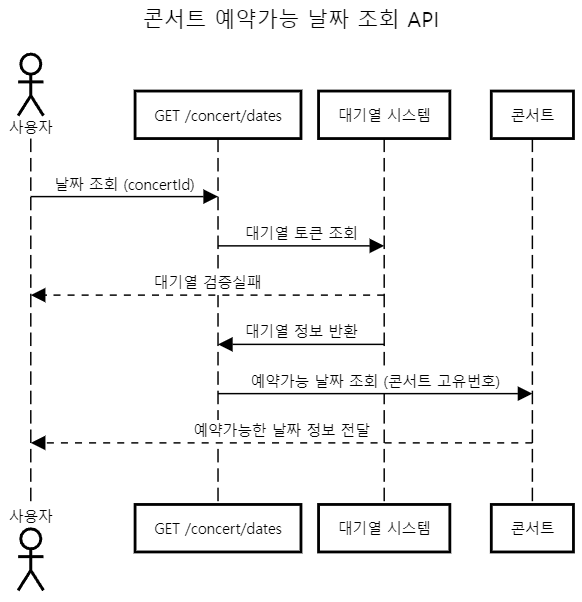 콘서트 예약가능 날짜 조회 API
사용자
GET /concert/dates
대기열 시스템
콘서트
날짜 조회 (concertId)
대기열 토큰 조회
대기열 검증실패
대기열 정보 반환
예약가능 날짜 조회 (콘서트 고유번호)
예약가능한 날짜 정보 전달
사용자
GET /concert/dates
대기열 시스템
콘서트